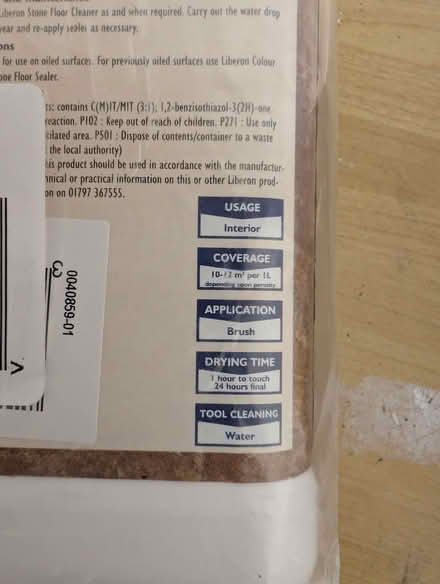 Liberon Stone Floor Cleaner as and when required. Carry out the water drop
year and re-apply sealer as necessary.
ons
for use on oiled surfaces. For previously oiled surfaces use Liberon Colour
one Floor Sealer.
ts: contains C(M)IT/MIT (3:1); 1,2-benzisothiazol-3(2H)-one
reaction. P102 : Keep out of reach of children. P271 : Use only
tilated area. P501 : Dispose of contents/container to a waste
the local authority)
his product should be used in accordance with the manufactur-
hnical or practical information on this or other Liberon prod-
on on 01797 367555.
USAGE
Interior
COVERAGE
10-12 m² per 1L
depending upon porosity
APPLICATION
Brush
DRYING TIME
1 hour to touch
24 hours final
TOOL CLEANING
Water
0040859-01